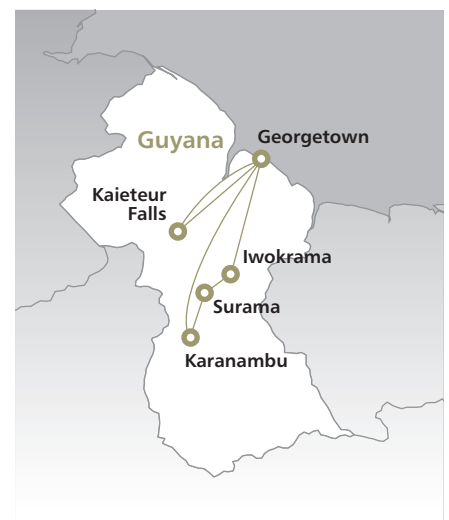 Georgetown
Guyana
Kaieteur
Falls
Iwokrama
Surama
Karanambu